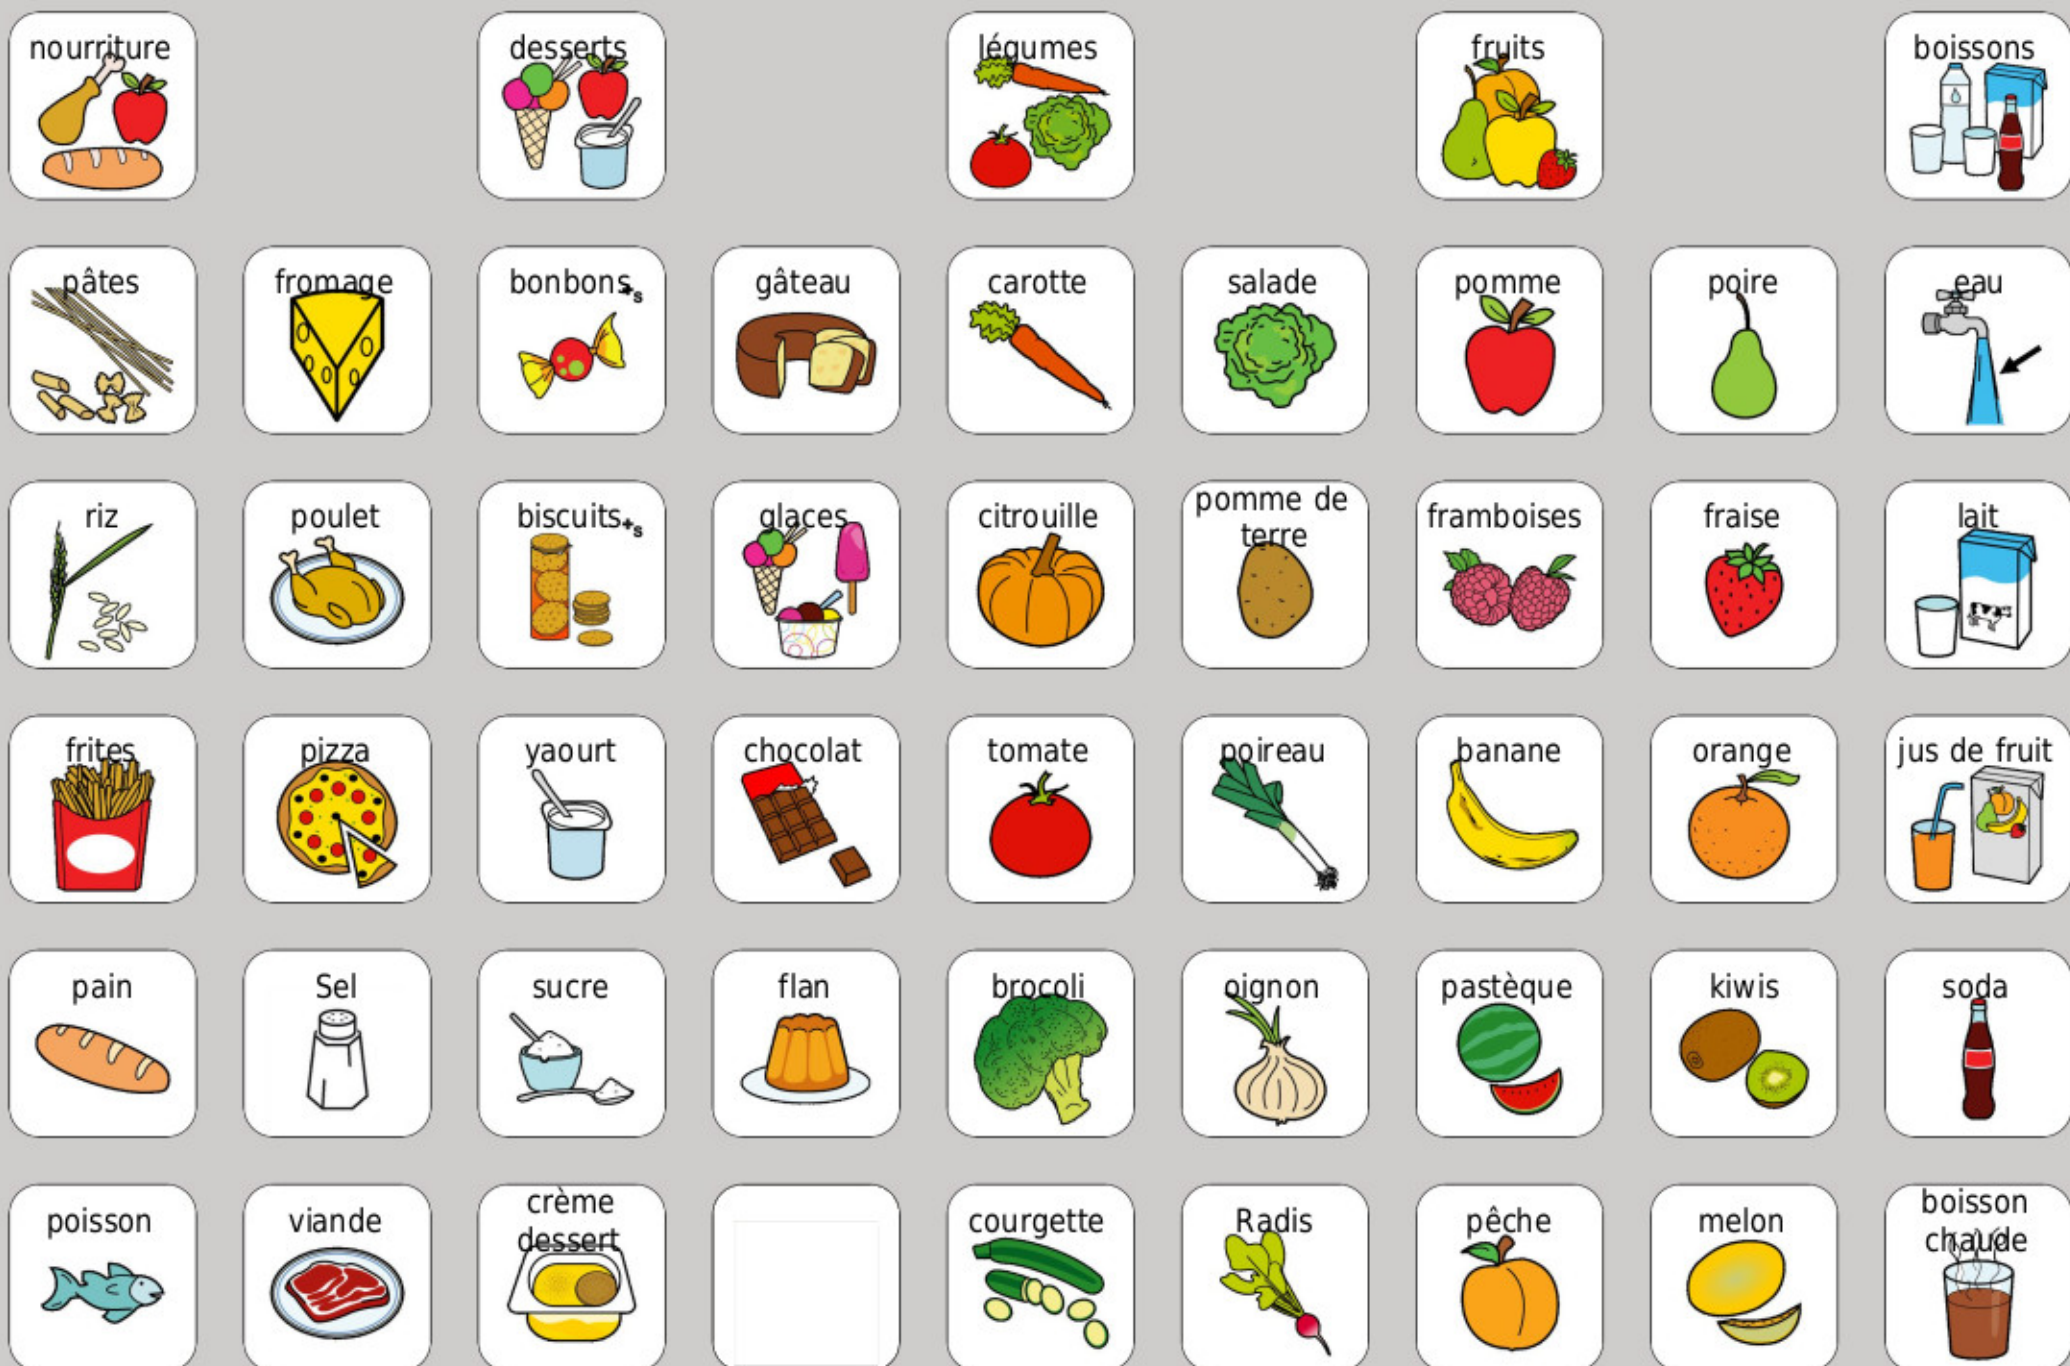 nourriture
desserts
légumes
fruits
boissons
pâtes
fromage
bonbons+s
gâteau
carotte
salade
pomme
poire
eau
riz
poulet
biscuits+s
glaces
citrouille
pomme de
terre
framboises
fraise
lait
frites
pizza
yaourt
chocolat
tomate
poireau
banane
orange
jus de fruit
pain
Sel
sucre
flan
brocoli
oignon
pastèque
kiwis
soda
poisson
viande
crème
dessert
courgette
Radis
pêche
melon
boisson
chaude